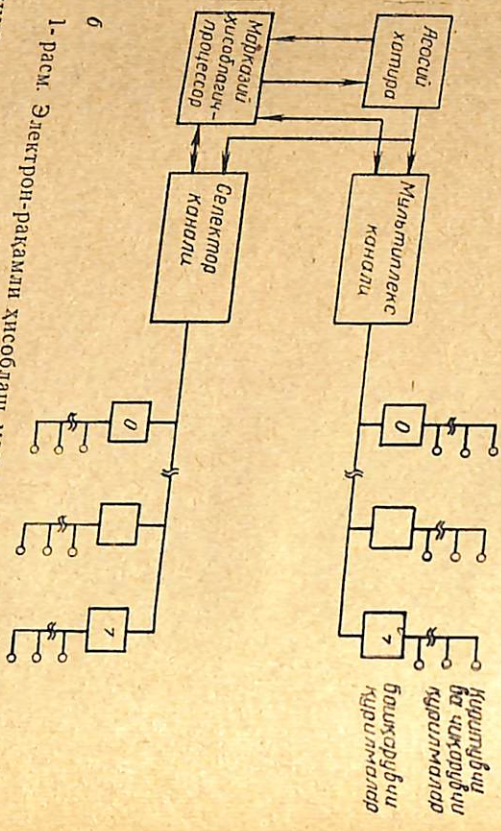 Асосий
хотира
Марказий
ҳисоблагич-
процессор
Мультиплекс
канали
Селектор
канали
0
7
0
7
Киритувчи
ва чиқарувчи
қурилмалар
Бошқарувчи
қурилмалар
6
1- расм. Электрон-рақамли ҳисоблаш